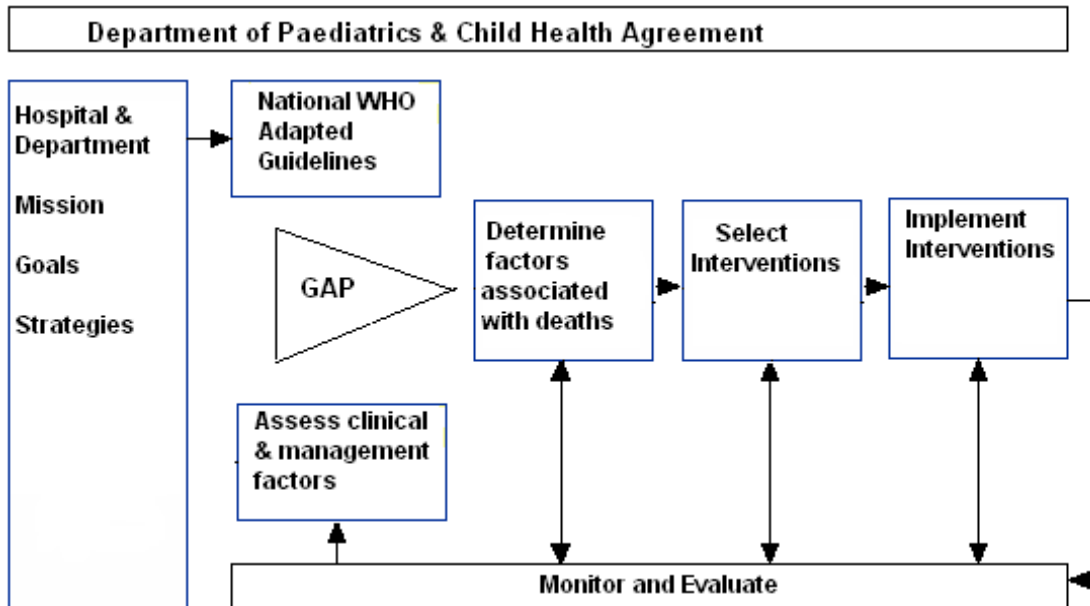 Department of Paediatrics & Child Health Agreement
Hospital &
Department
Mission
Goals
Strategies
National WHO
Adapted
Guidelines
GAP
Determine
factors
associated
with deaths
Select
Interventions
Implement
Interventions
Assess clinical
& management
factors
Monitor and Evaluate